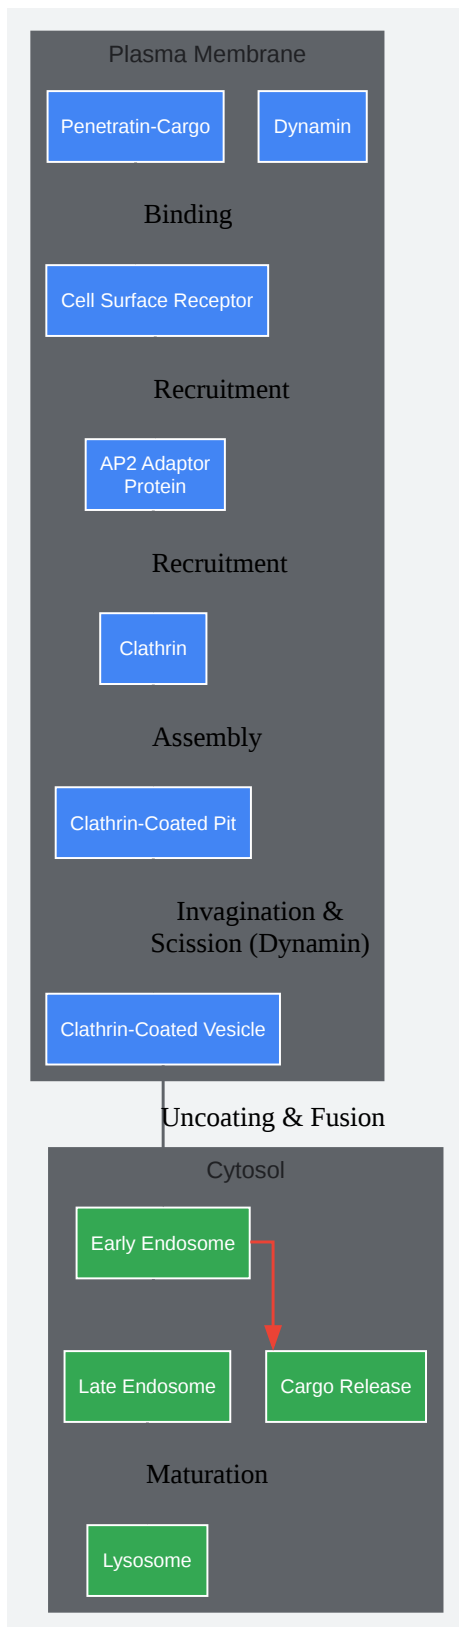 Plasma Membrane
Penetratin-Cargo
Dynamin
Binding
Cell Surface Receptor
Recruitment
AP2 Adaptor
Protein
Recruitment
Clathrin
Assembly
Clathrin-Coated Pit
Invagination &
Scission (Dynamin)
Clathrin-Coated Vesicle
Uncoating & Fusion
Cytosol
Early Endosome
Late Endosome
Cargo Release
Maturation
Lysosome